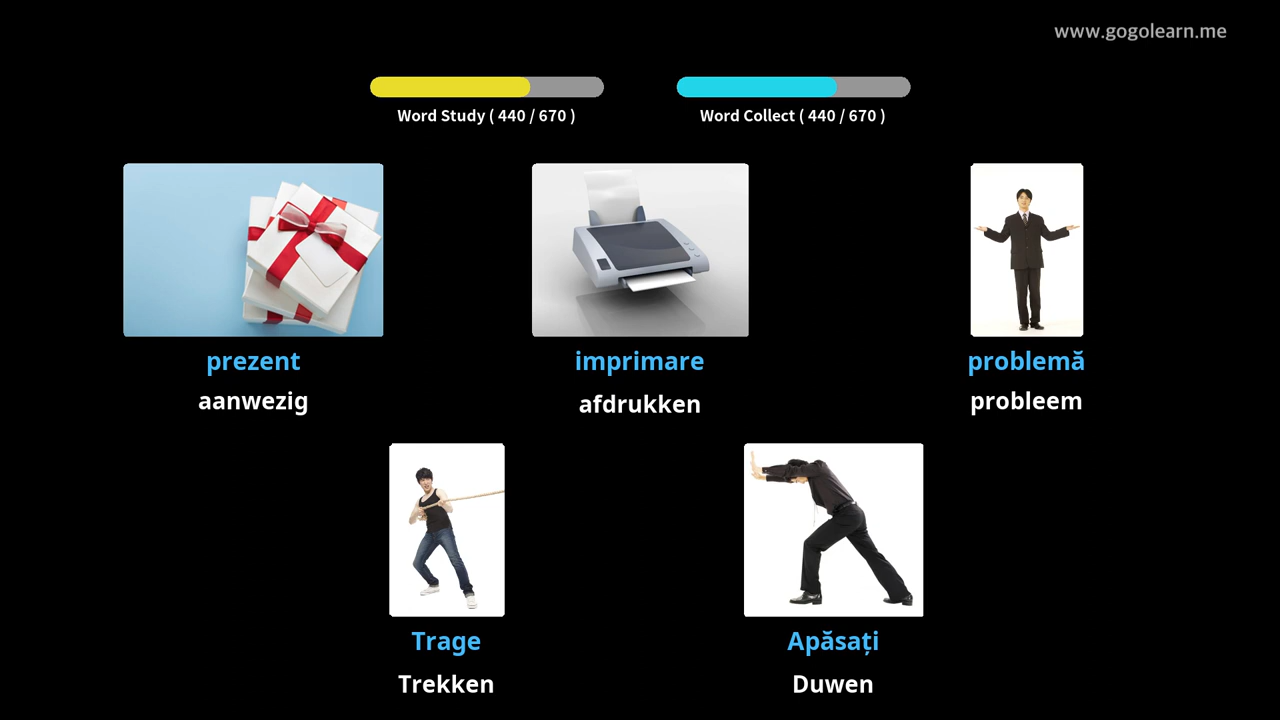 www.gogolearn.me
Word Study ( 440 / 670 )
Word Collect ( 440 / 670 )
prezent
aanwezig
imprimare
afdrukken
problemă
probleem
Trage
Trekken
Apăsați
Duwen